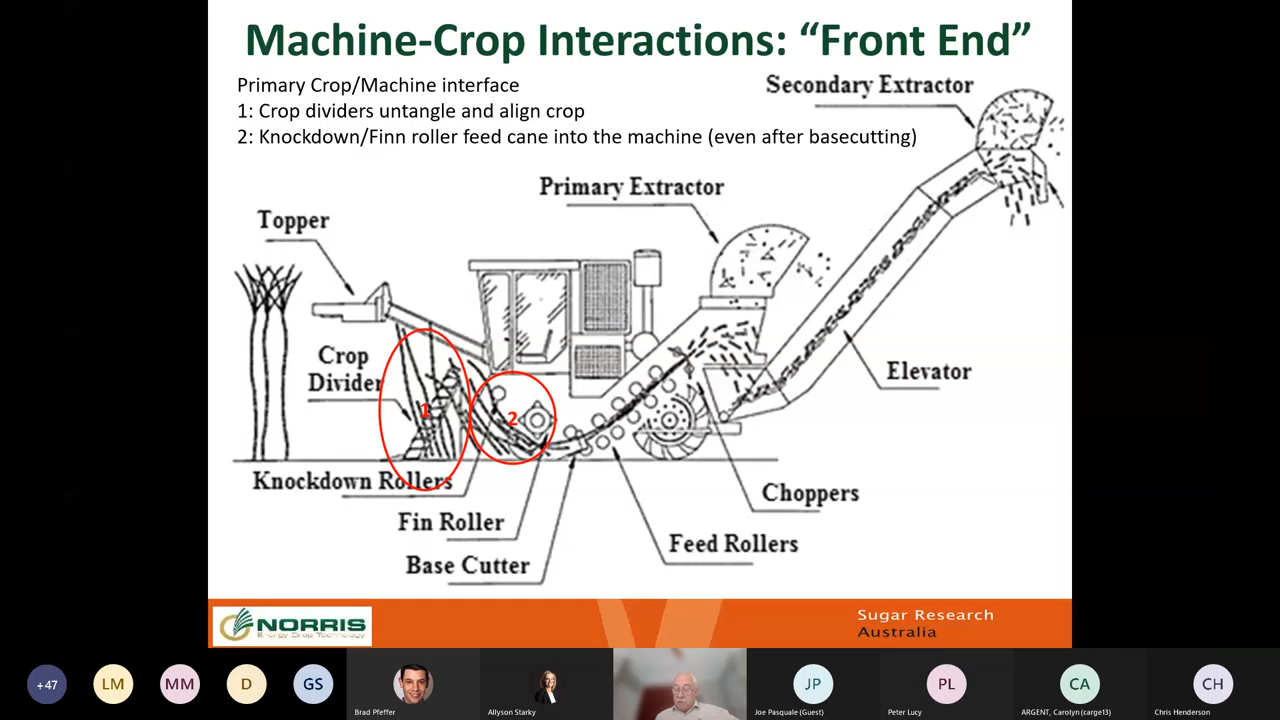 Machine-Crop Interactions: “Front End”
Primary Crop/Machine interface
1: Crop dividers untangle and align crop
2: Knockdown/Finn roller feed cane into the machine (even after basecutting)
Secondary Extractor
Primary Extractor
Topper
Crop
Divider
1
2
Elevator
Knockdown Rollers
Choppers
Fin Roller
Feed Rollers
Base Cutter
NORRIS
Energy Crop Technology
Sugar Research
Australia
+47
LM
MM
D
GS
JP
PL
CA
CH
Brad Pfeffer
Allyson Starky
Joe Pasquale (Guest)
Peter Lucy
ARGENT, Carolyn (carge13)
Chris Henderson